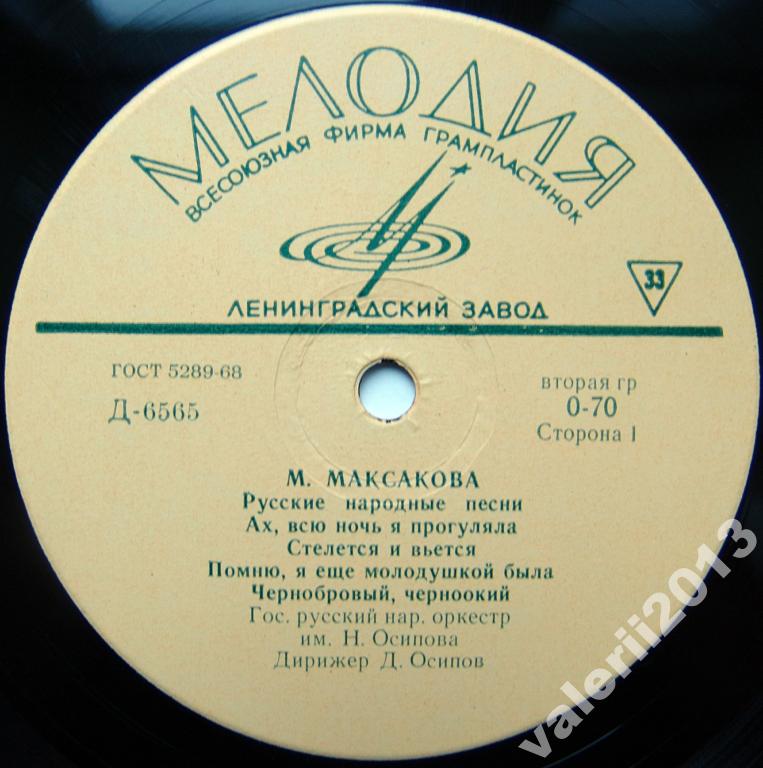 МЕЛОДИЯ
ВСЕСОЮЗНАЯ ФИРМА ГРАМПЛАСТИНОК
33
ЛЕНИНГРАДСКИЙ ЗАВОД
ГОСТ 5289-68
Д-6565
вторая гр
0-70
Сторона 1
М. МАКСАКОВА
Русские народные песни
Ах, всю ночь я прогуляла
Стелется и вьется
Помню, я еще молодушкой была
Чернобровый, черноокий
Гос. русский нар. оркестр
им. Н. Осипова
Дирижер Д. Осипов
valerii2013